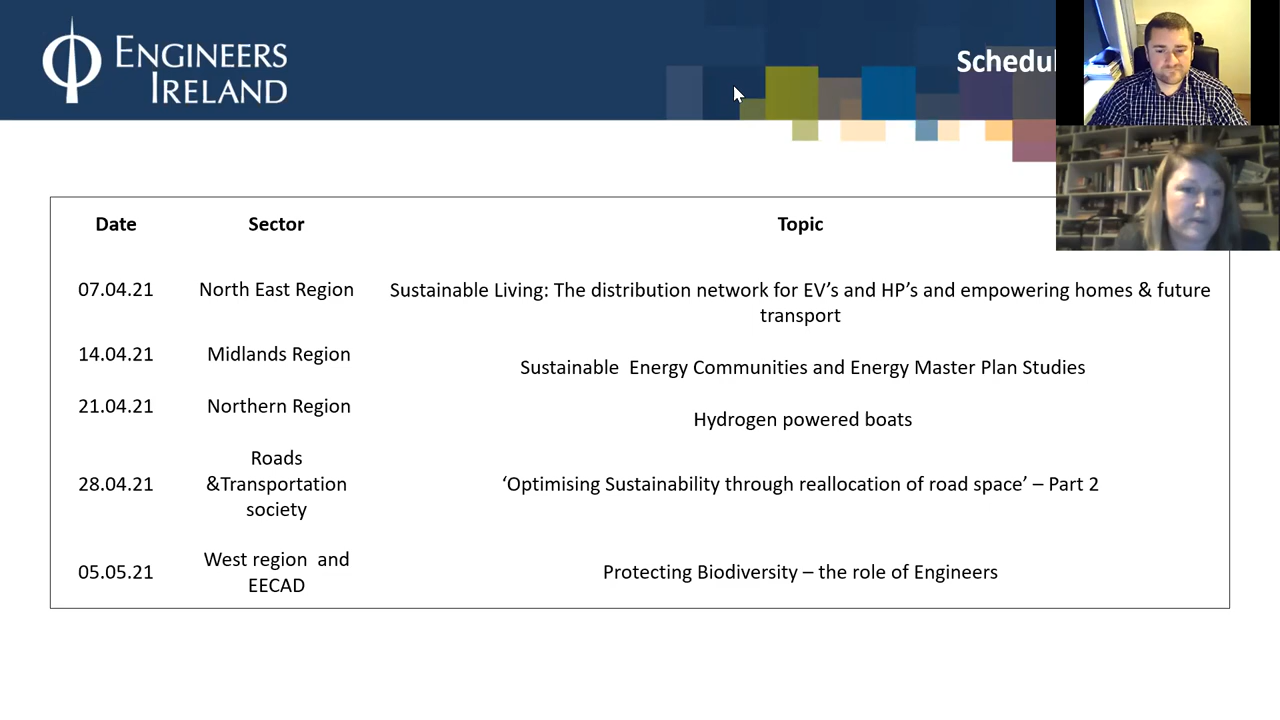 ENGINEERS
IRELAND
Date Sector Topic
07.04.21 North East Region Sustainable Living: The distribution network for EV’s and HP’s and empowering homes & future
transport
14.04.21 Midlands Region Sustainable Energy Communities and Energy Master Plan Studies
21.04.21 Northern Region Hydrogen powered boats
Roads
&Transportation
society
28.04.21 ‘Optimising Sustainability through reallocation of road space’ – Part 2
West region and
EECAD
05.05.21 Protecting Biodiversity – the role of Engineers